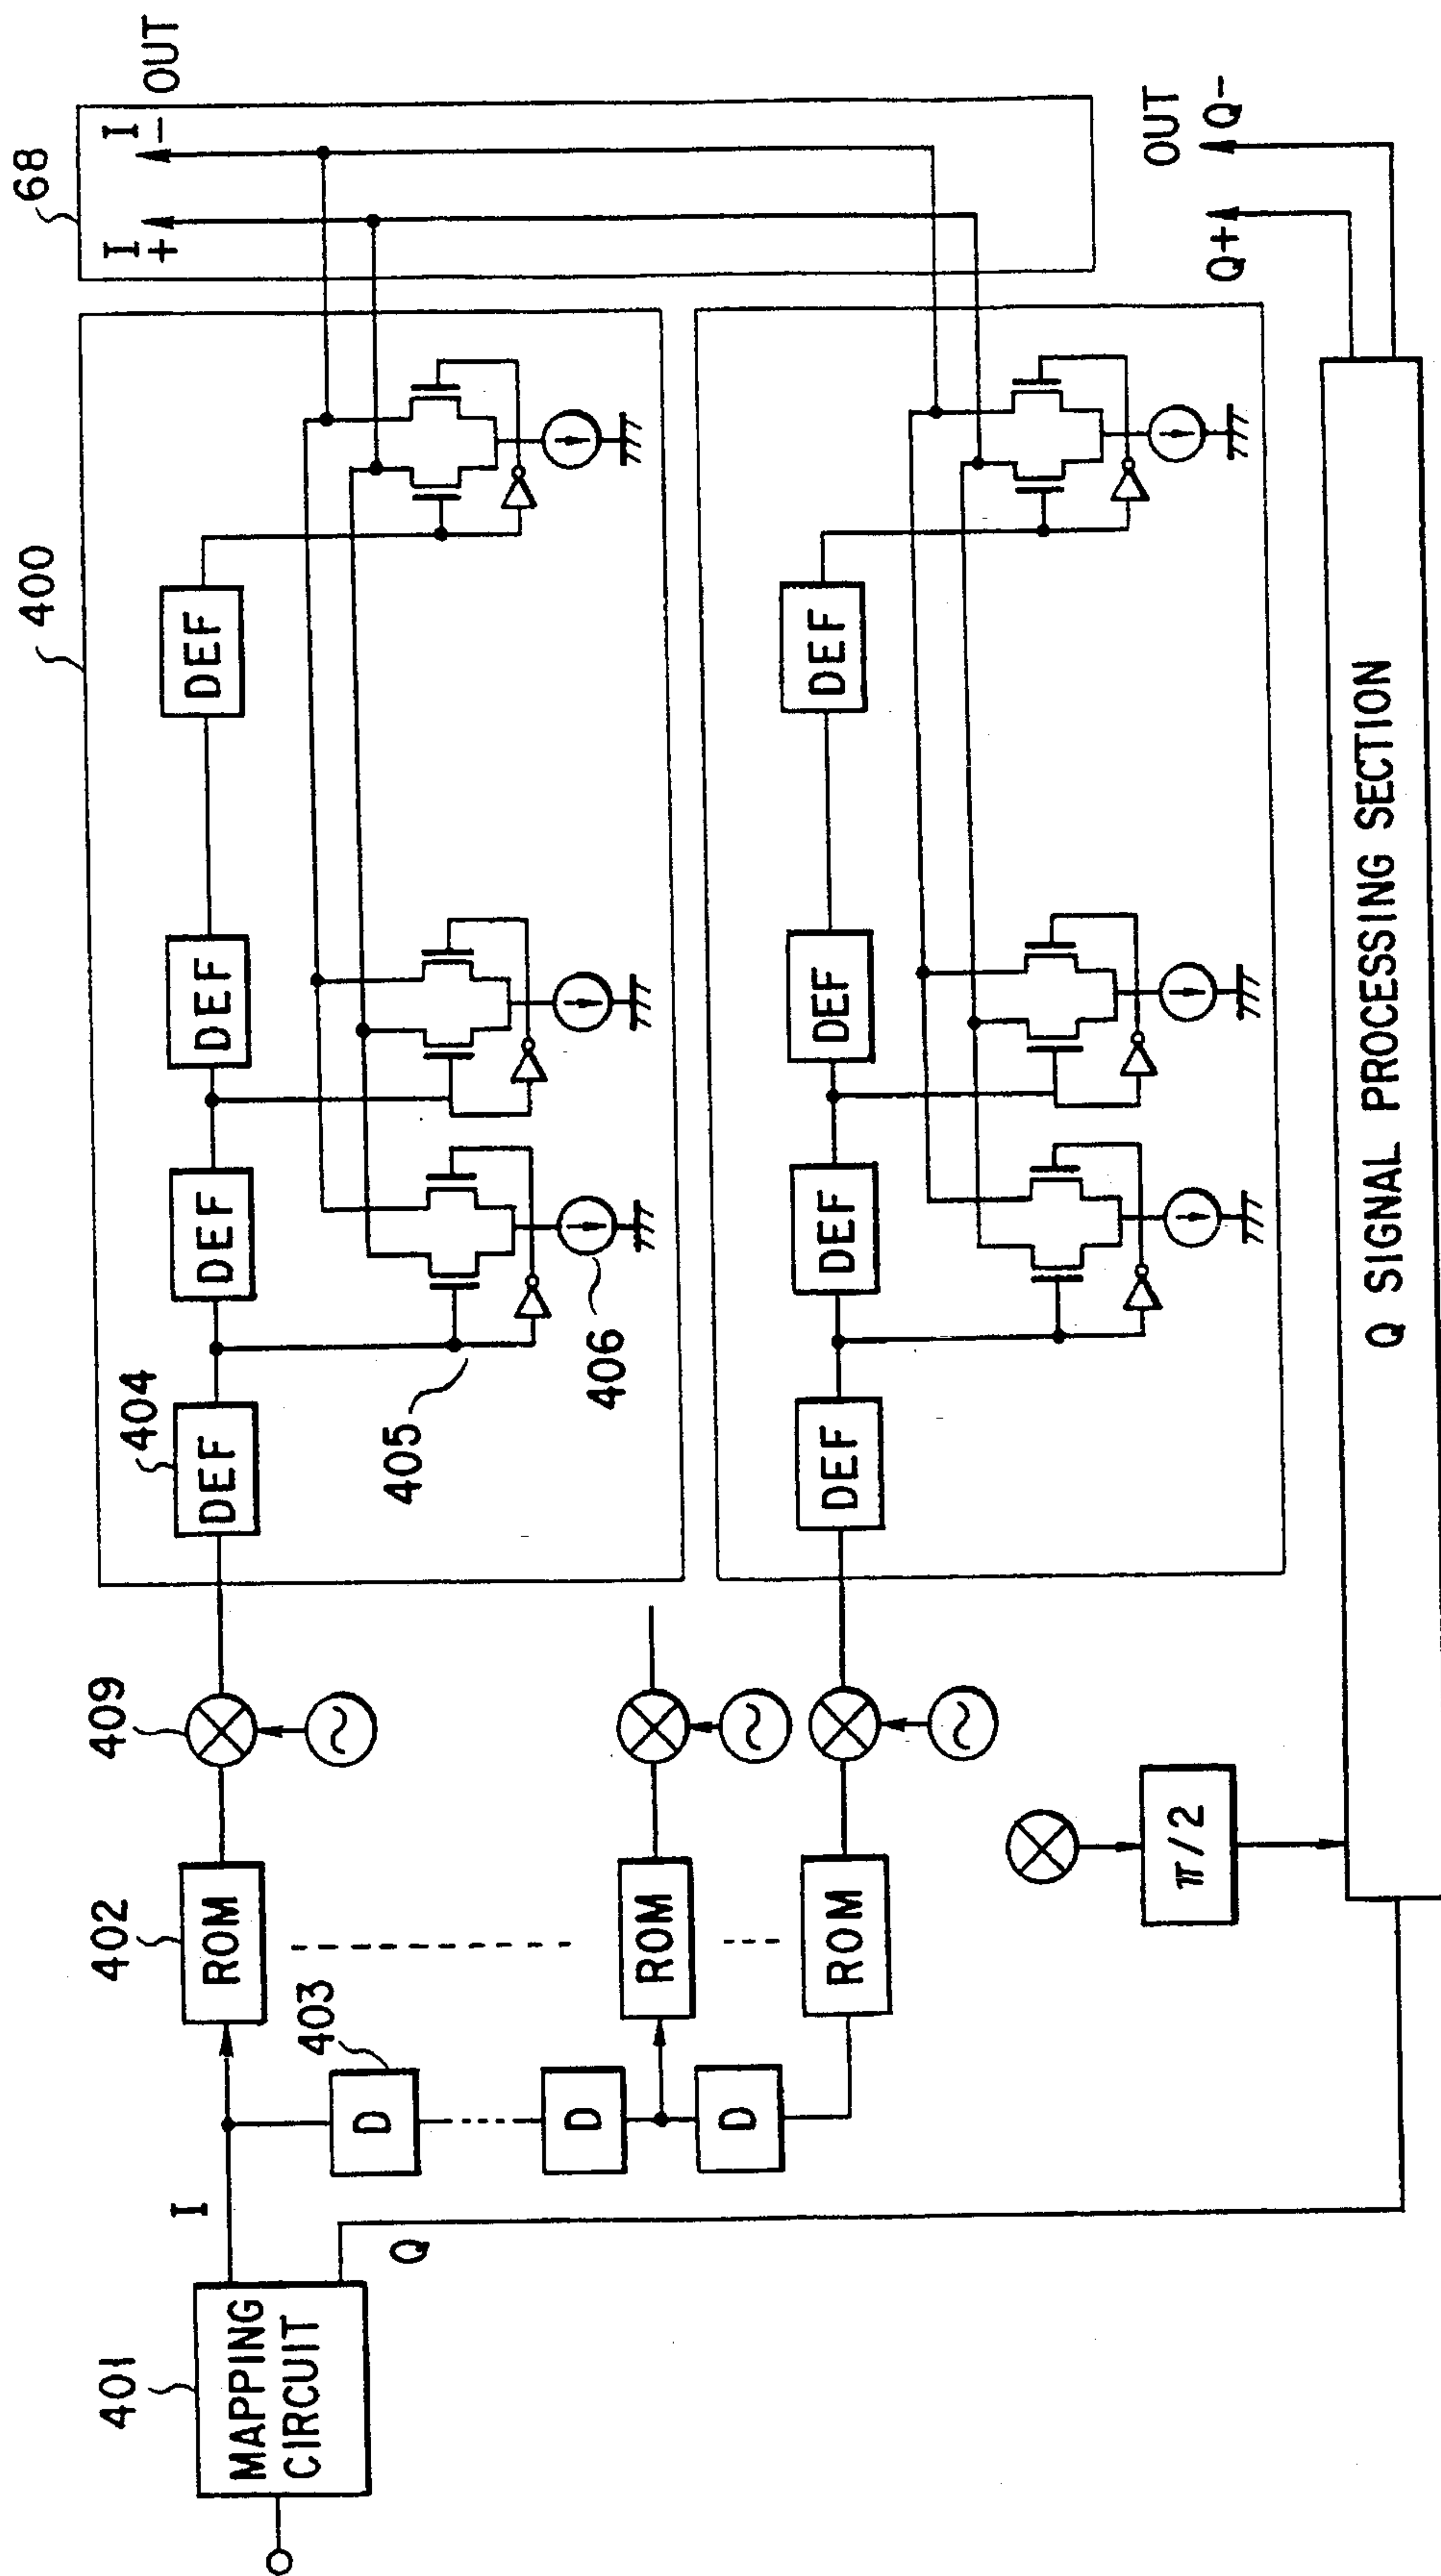 401
MAPPING
CIRCUIT
I
Q
402
ROM
403
D
D
D
ROM
ROM
409
π/2
400
404
DEF
DEF
DEF
DEF
405
406
DEF
DEF
DEF
DEF
68
I
+
I
-
OUT
OUT
Q+
Q-
Q SIGNAL PROCESSING SECTION